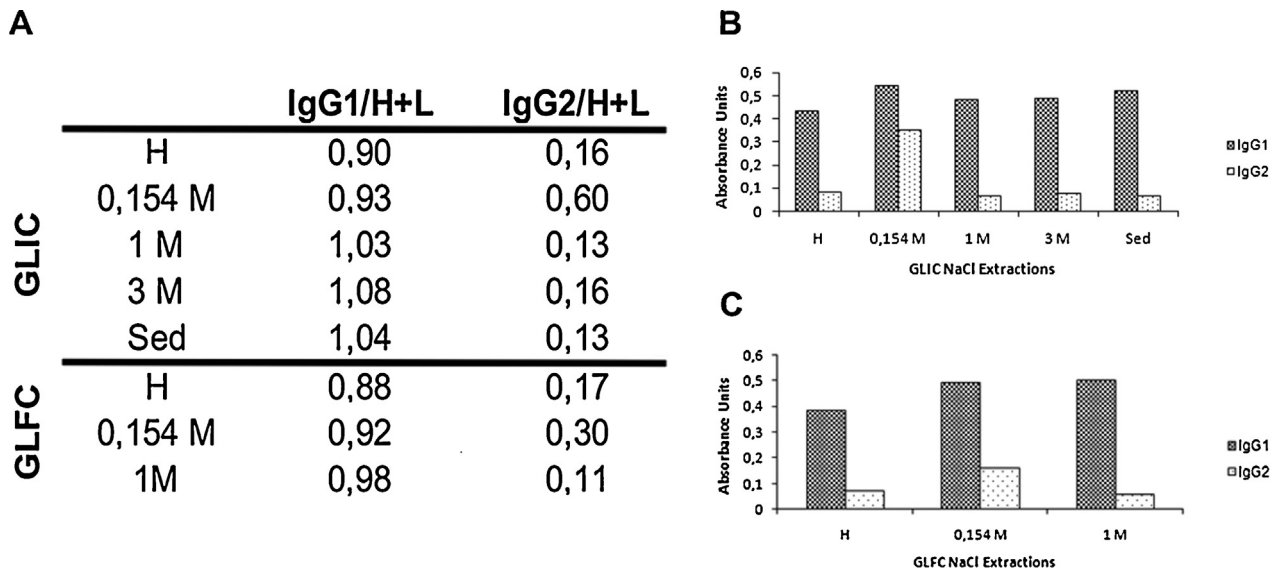 A
IgG1/H+L IgG2/H+L
GLIC
H 0,90 0,16
0,154 M 0,93 0,60
1 M 1,03 0,13
3 M 1,08 0,16
Sed 1,04 0,13
GLFC
H 0,88 0,17
0,154 M 0,92 0,30
1M 0,98 0,11
B
Absorbance Units
0,6
0,5
0,4
0,3
0,2
0,1
0
H 0,154 M 1 M 3 M Sed
GLIC NaCl Extractions
IgG1
IgG2
C
Absorbance Units
0,6
0,5
0,4
0,3
0,2
0,1
0
H 0,154 M 1 M
GLFC NaCl Extractions
IgG1
IgG2